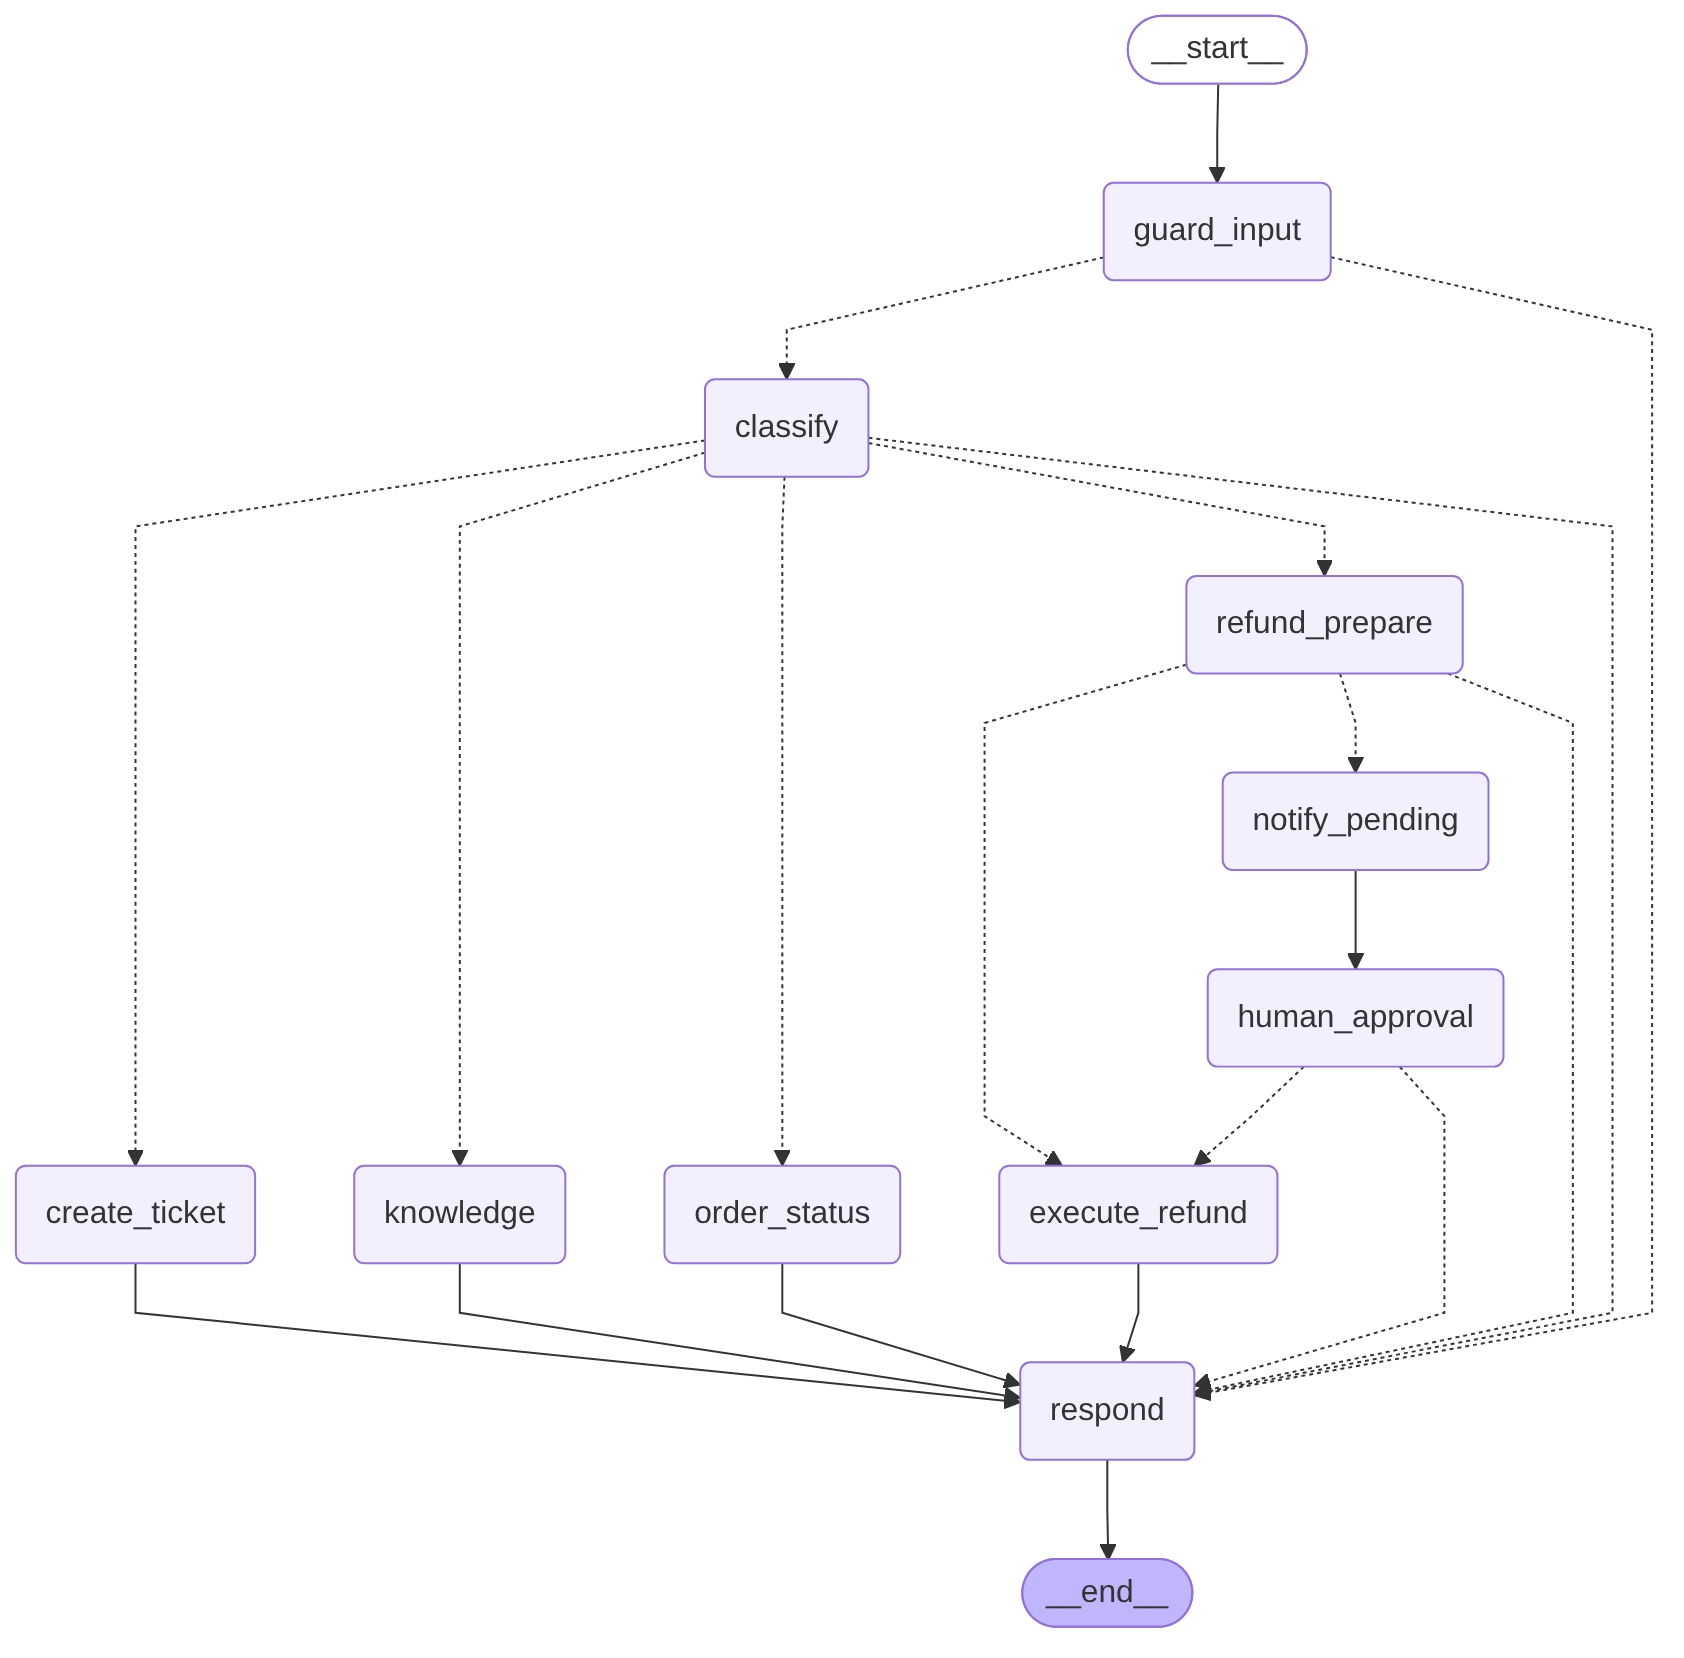 __start__
guard_input
classify
refund_prepare
notify_pending
human_approval
create_ticket
knowledge
order_status
execute_refund
respond
__end__